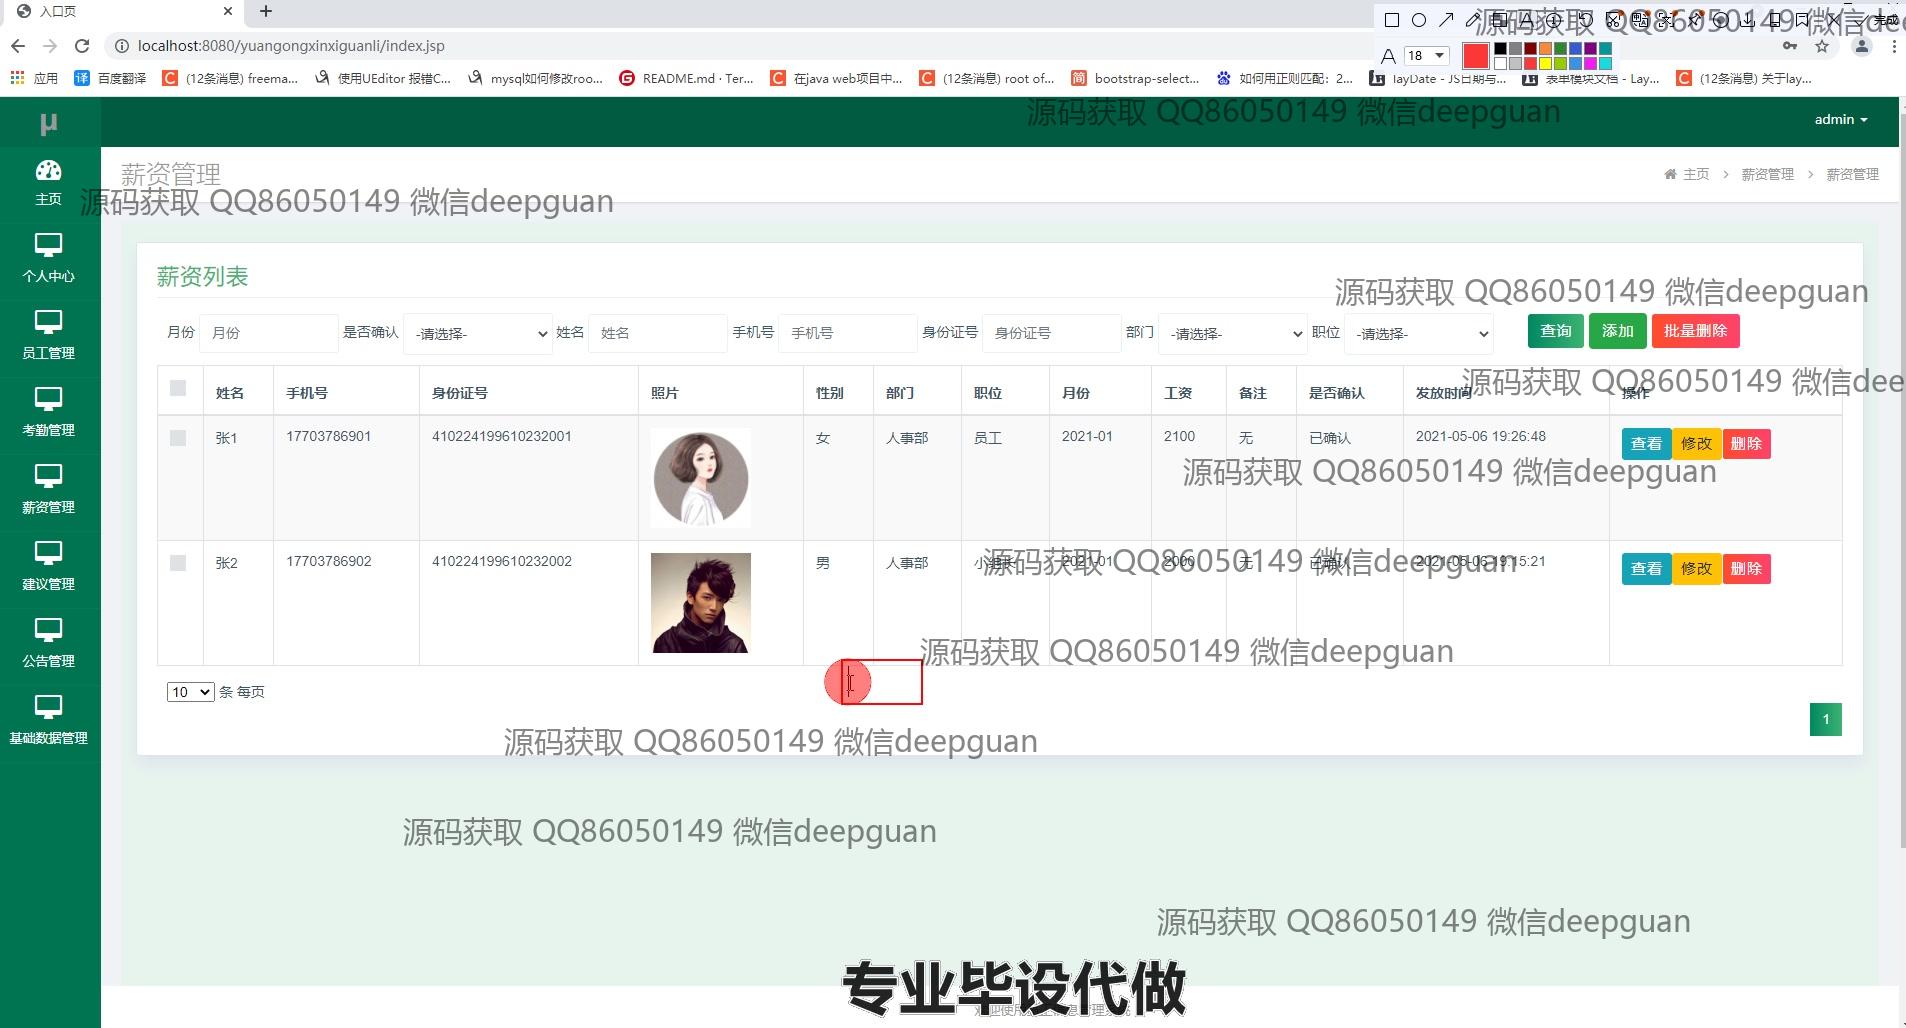 入口页
localhost:8080/yuangongxinxiguanli/index.jsp
完成
18
应用 百度翻译 (12条消息) freema... 使用UEditor 报错C... mysql如何修改roo... README.md · Ter... 在java web项目中... (12条消息) root of... bootstrap-select... 如何用正则匹配：2... layDate - JS日期与... 表单模块文档 - Lay... (12条消息) 关于lay...
源码获取 QQ86050149 微信deepguan
μ
admin
主页
个人中心
员工管理
考勤管理
薪资管理
建议管理
公告管理
基础数据管理
薪资管理
主页 > 薪资管理 > 薪资管理
源码获取 QQ86050149 微信deepguan
薪资列表
源码获取 QQ86050149 微信deepguan
月份 月份 是否确认 -请选择- 姓名 姓名 手机号 手机号 身份证号 身份证号 部门 -请选择- 职位 -请选择- 查询 添加 批量删除
姓名 手机号 身份证号 照片 性别 部门 职位 月份 工资 备注 是否确认 发放时间 操作
源码获取 QQ86050149 微信dee
张1 17703786901 410224199610232001 女 人事部 员工 2021-01 2100 无 已确认 2021-05-06 19:26:48 查看 修改 删除
源码获取 QQ86050149 微信deepguan
张2 17703786902 410224199610232002 男 人事部 2021-01 2000 无 已确认 2021-05-06 19:15:21 查看 修改 删除
源码获取 QQ86050149 微信deepguan
源码获取 QQ86050149 微信deepguan
10 条 每页
1
源码获取 QQ86050149 微信deepguan
源码获取 QQ86050149 微信deepguan
源码获取 QQ86050149 微信deepguan
专业毕设代做